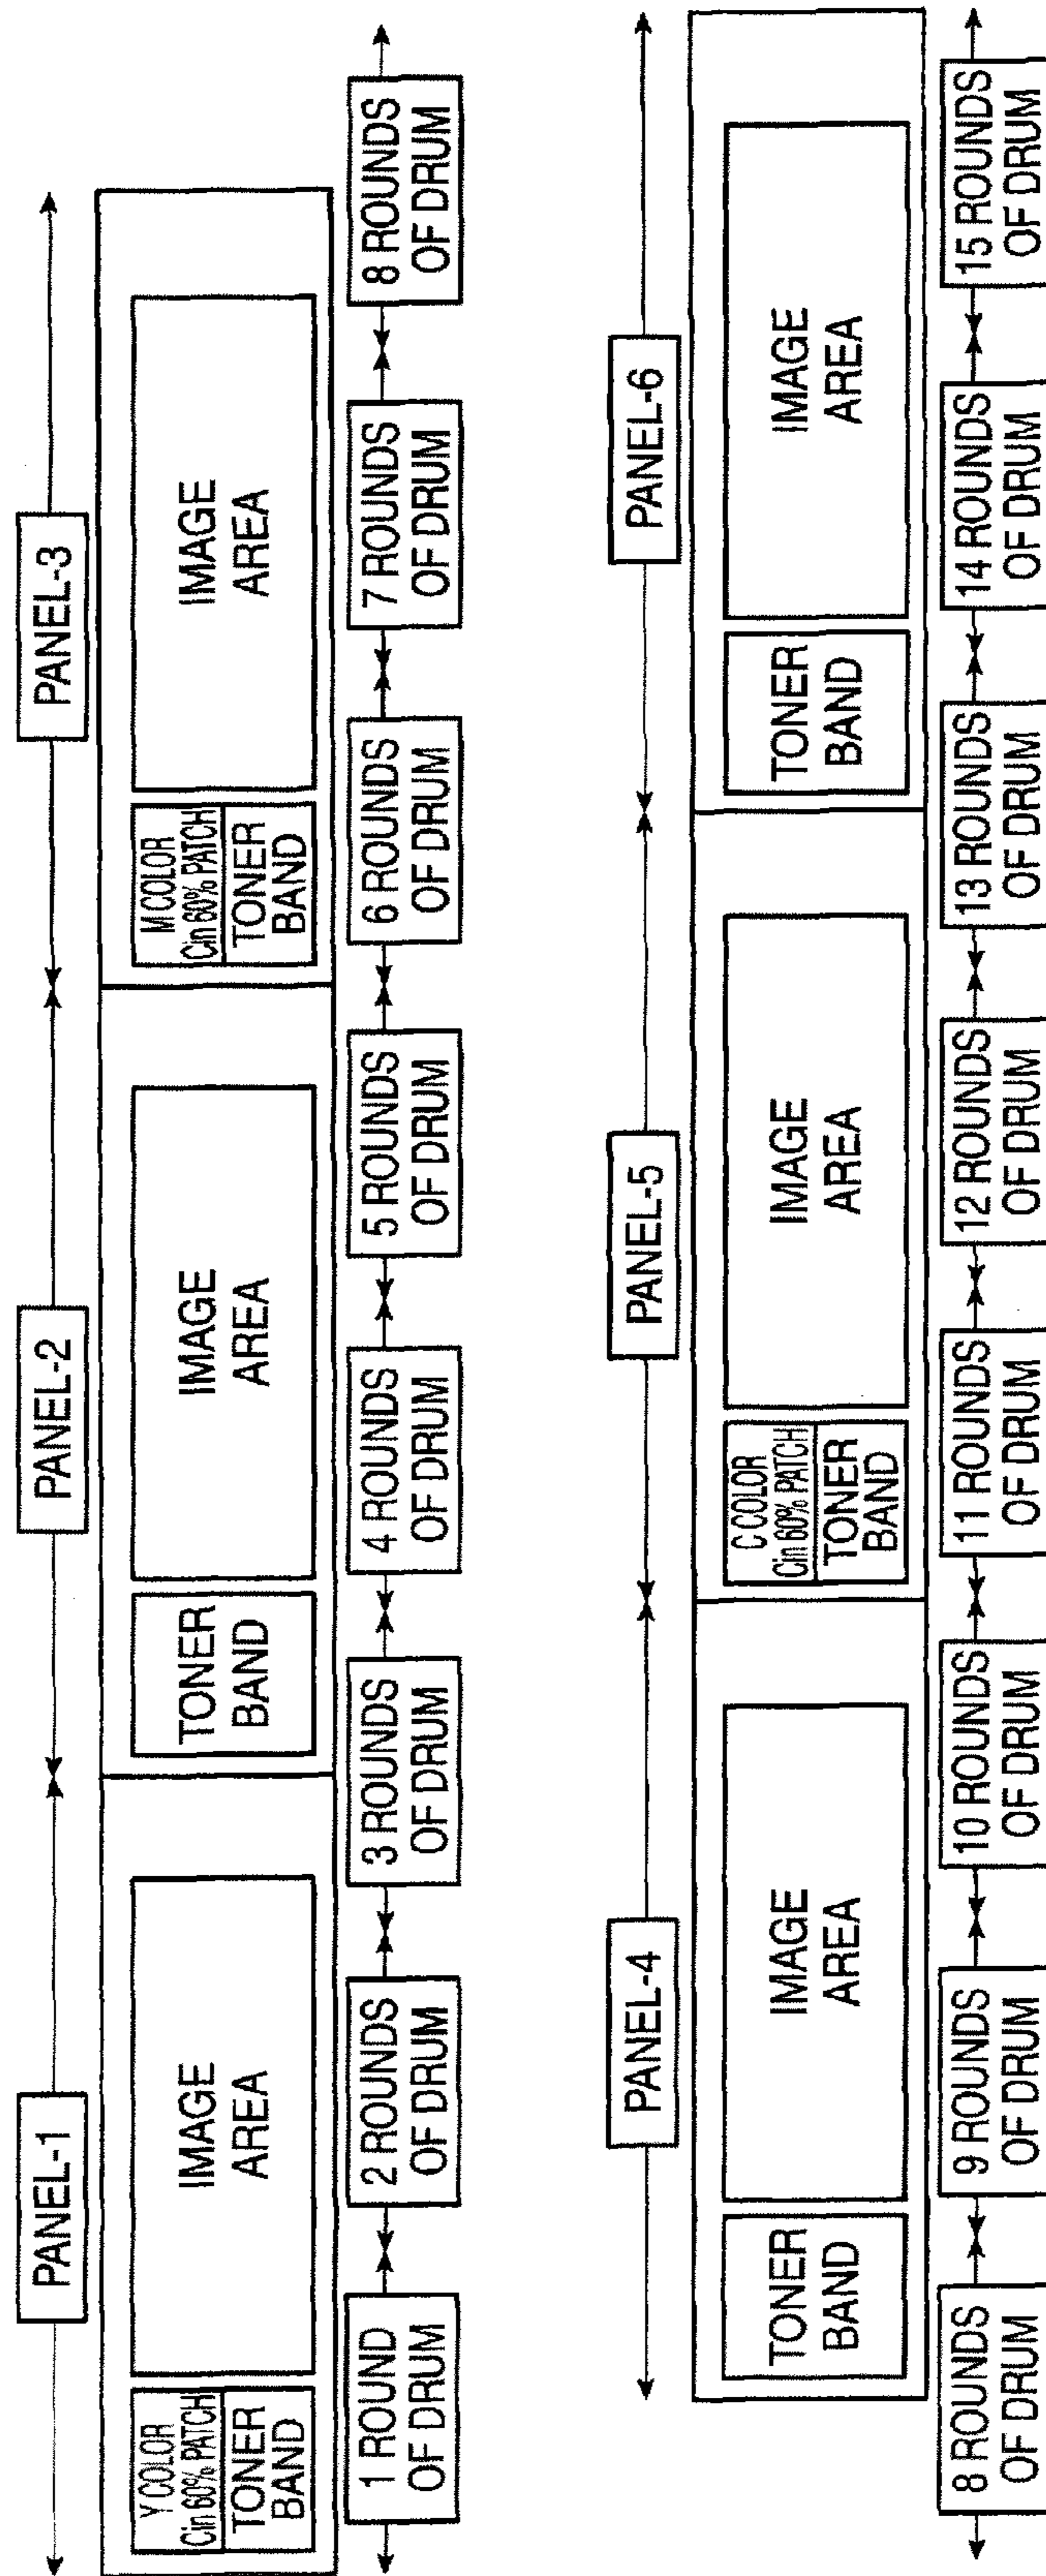 PANEL-1
PANEL-2
PANEL-3
Y COLOR
Cin 60% PATCH
TONER
BAND
IMAGE
AREA
TONER
BAND
IMAGE
AREA
M COLOR
Cin 60% PATCH
TONER
BAND
IMAGE
AREA
1 ROUND
OF DRUM
2 ROUNDS
OF DRUM
3 ROUNDS
OF DRUM
4 ROUNDS
OF DRUM
5 ROUNDS
OF DRUM
6 ROUNDS
OF DRUM
7 ROUNDS
OF DRUM
8 ROUNDS
OF DRUM
PANEL-4
PANEL-5
PANEL-6
TONER
BAND
IMAGE
AREA
C COLOR
Cin 60% PATCH
TONER
BAND
IMAGE
AREA
TONER
BAND
IMAGE
AREA
8 ROUNDS
OF DRUM
9 ROUNDS
OF DRUM
10 ROUNDS
OF DRUM
11 ROUNDS
OF DRUM
12 ROUNDS
OF DRUM
13 ROUNDS
OF DRUM
14 ROUNDS
OF DRUM
15 ROUNDS
OF DRUM